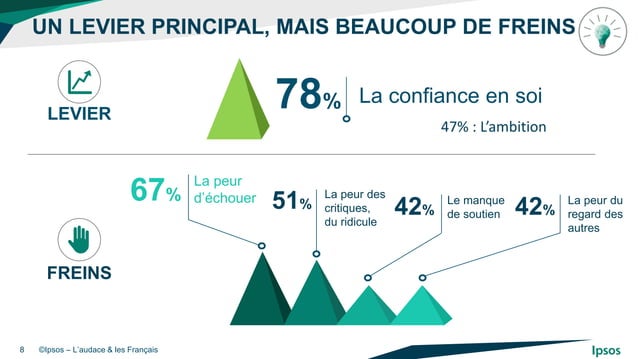 UN LEVIER PRINCIPAL, MAIS BEAUCOUP DE FREINS
LEVIER
78%
La confiance en soi
47% : L’ambition
FREINS
67%
La peur
d’échouer
51%
La peur des
critiques,
du ridicule
42%
Le manque
de soutien
42%
La peur du
regard des
autres
8 ©Ipsos – L’audace & les Français
Ipsos